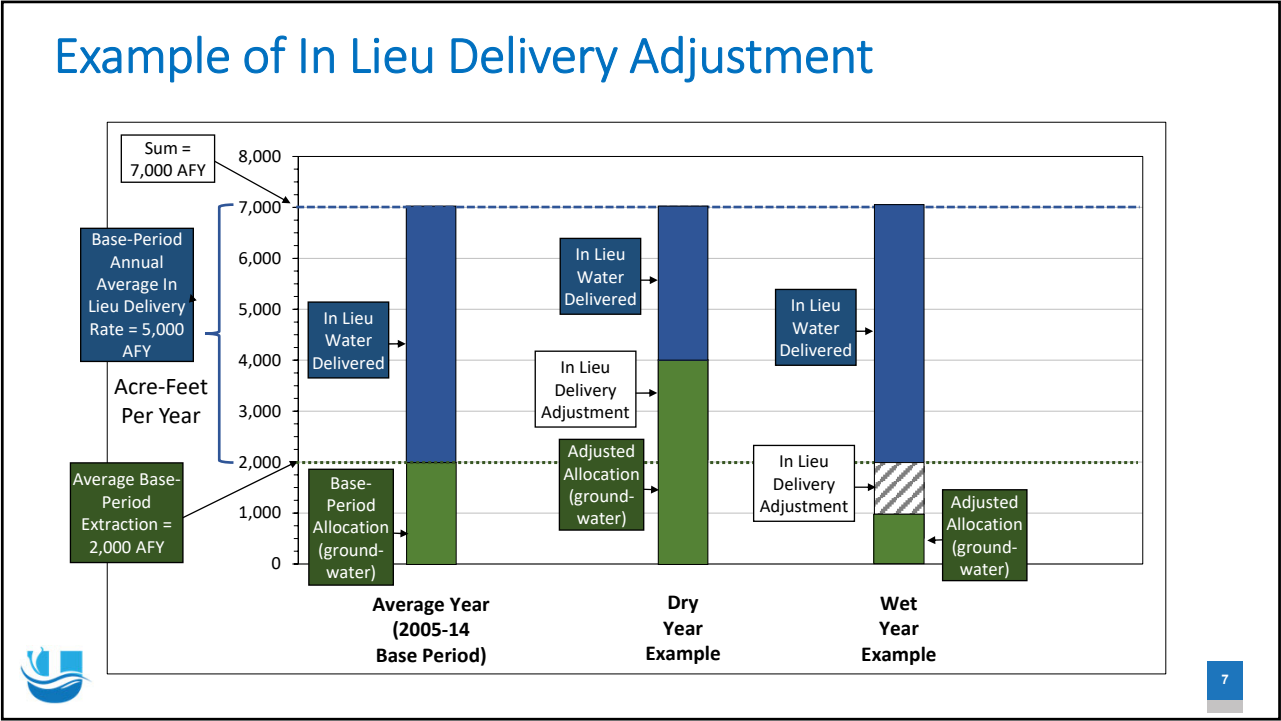 Example of In Lieu Delivery Adjustment
Sum =
7,000 AFY
8,000
7,000
6,000
5,000
4,000
3,000
2,000
1,000
0
Base-Period
Annual
Average In
Lieu Delivery
Rate = 5,000
AFY
Acre-Feet
Per Year
Average Base-
Period
Extraction =
2,000 AFY
In Lieu
Water
Delivered
Base-
Period
Allocation
(ground-
water)
In Lieu
Water
Delivered
In Lieu
Delivery
Adjustment
Adjusted
Allocation
(ground-
water)
In Lieu
Water
Delivered
In Lieu
Delivery
Adjustment
Adjusted
Allocation
(ground-
water)
Average Year
(2005-14
Base Period)
Dry
Year
Example
Wet
Year
Example
7